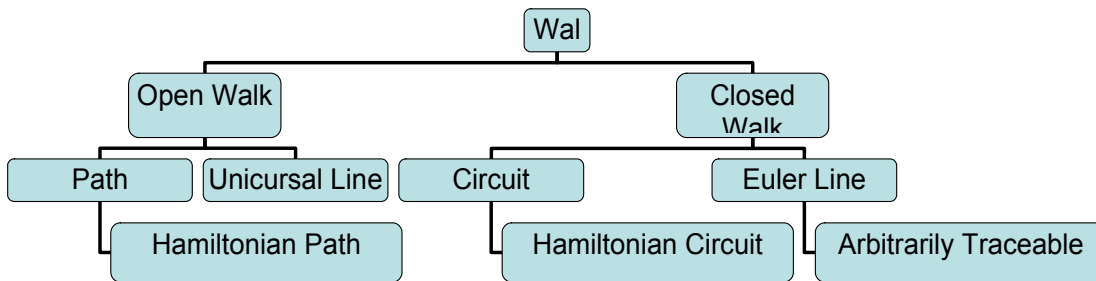 Wal
Open Walk
Closed
Walk
Path
Unicursal Line
Circuit
Euler Line
Hamiltonian Path
Hamiltonian Circuit
Arbitrarily Traceable